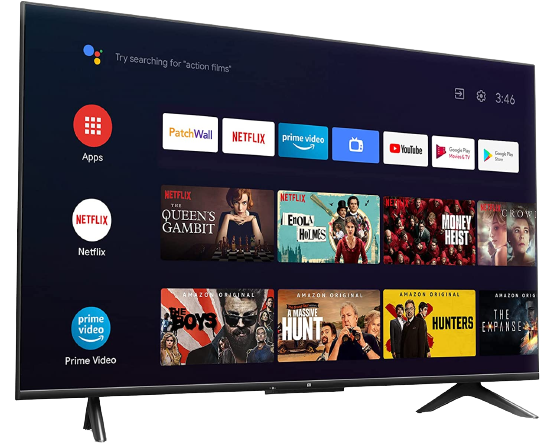 Try searching for "action films"
3:46
Apps
PatchWall
NETFLIX
prime video
YouTube
Google Play
Movies & TV
Google Play
Store
NETFLIX
Netflix
NETFLIX
THE
QUEEN'S
GAMBIT
NETFLIX
ENOLA
HOLMES
NETFLIX
MONEY
HEIST
CROWN
prime
video
Prime Video
AMAZON ORIGINAL
THE
BOYS
AMAZON ORIGINAL
A MASSIVE
HUNT
AMAZON ORIGINAL
HUNTERS
AMAZON
THE
EXPANSE